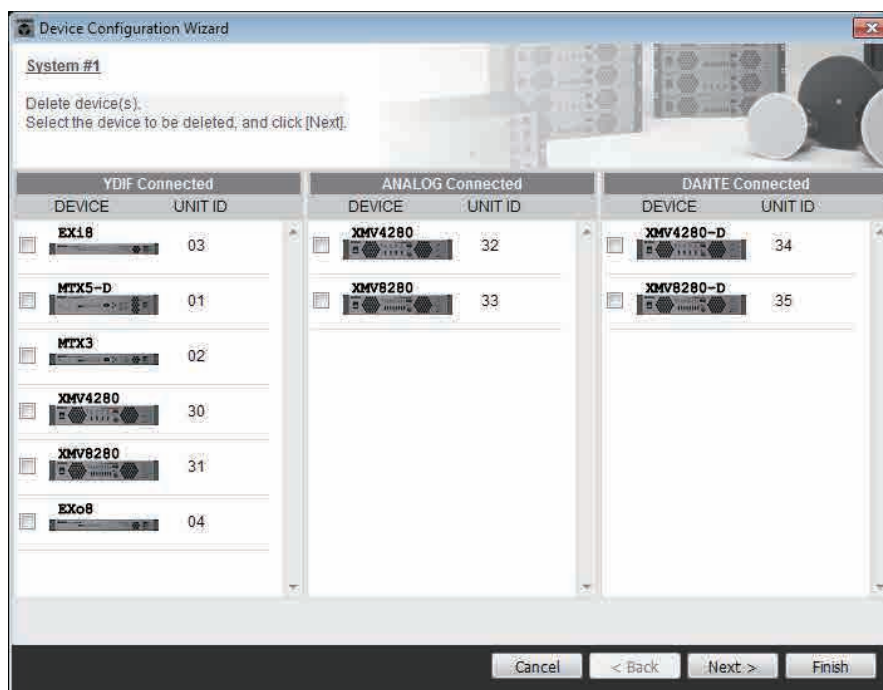 Device Configuration Wizard
System #1
Delete device(s).
Select the device to be deleted, and click [Next].
YDIF Connected
DEVICE UNIT ID
EXi8 03
MTX5-D 01
MTX3 02
XMV4280 30
XMV8280 31
EXo8 04
ANALOG Connected
DEVICE UNIT ID
XMV4280 32
XMV8280 33
DANTE Connected
DEVICE UNIT ID
XMV4280-D 34
XMV8280-D 35
Cancel < Back Next > Finish